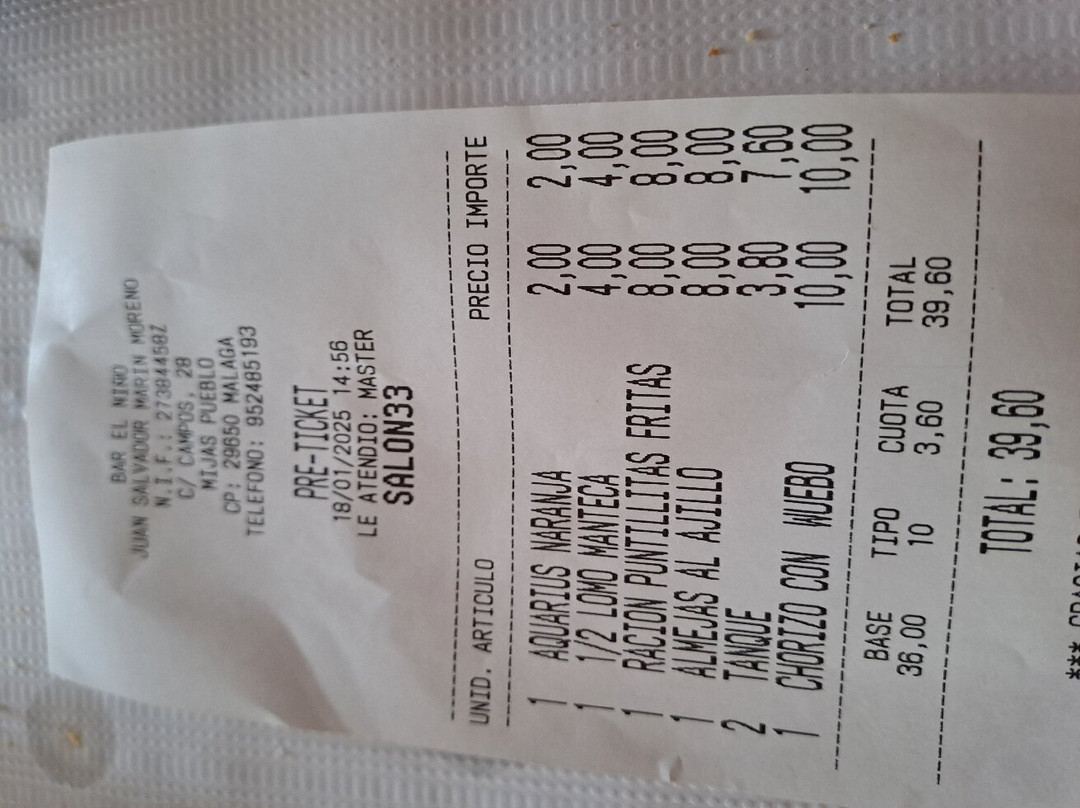 BAR EL NIÑO
JUAN SALVADOR MARIN MORENO
N.I.F.: 27384458Z
C/ CAMPOS, 28
MIJAS PUEBLO
CP: 29650 MALAGA
TELEFONO: 952485193
PRE-TICKET
18/01/2025 14:56
LE ATENDIO: MASTER
SALON33
UNID. ARTICULO PRECIO IMPORTE
1 AQUARIUS NARANJA 2,00 2,00
1 1/2 LOMO MANTECA 4,00 4,00
1 RACION PUNTILLITAS FRITAS 8,00 8,00
1 ALMEJAS AL AJILLO 8,00 8,00
2 TANQUE 3,80 7,60
1 CHORIZO CON WUEBO 10,00 10,00
BASE TIPO CUOTA TOTAL
36,00 10 3,60 39,60
TOTAL: 39,60